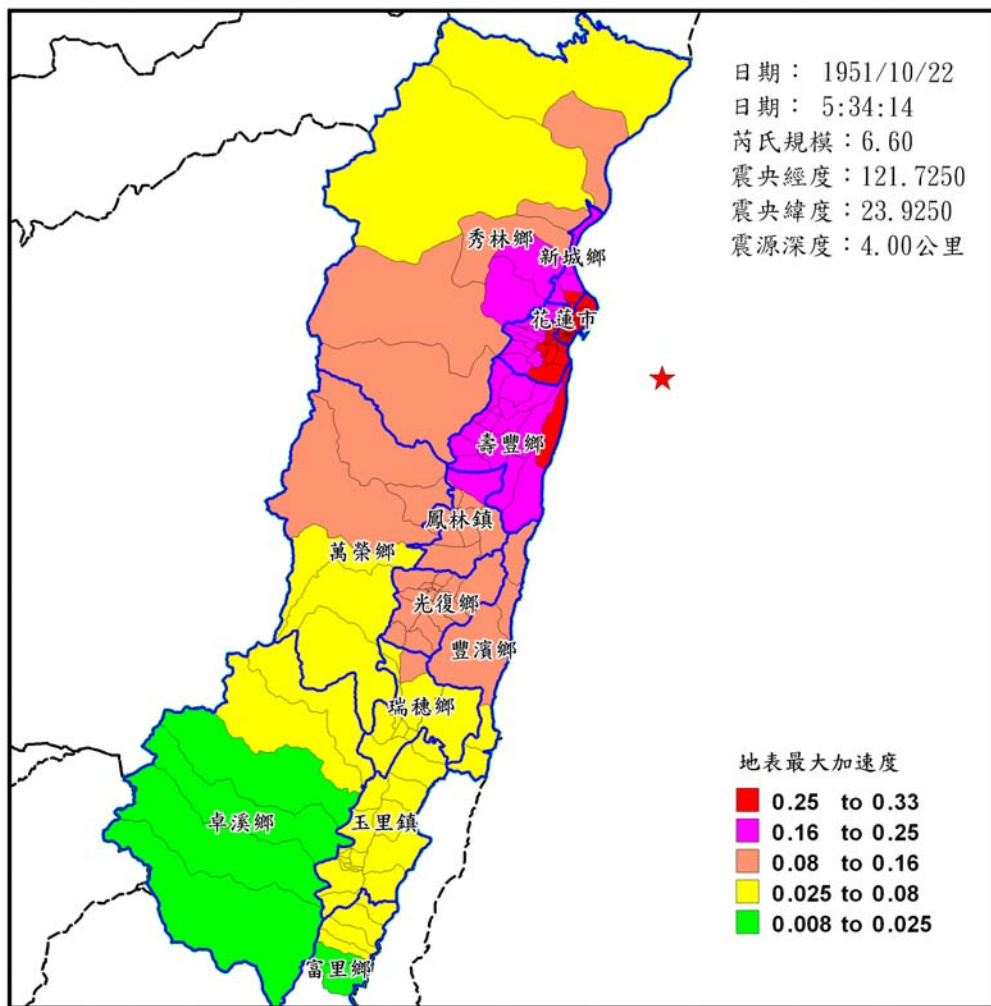 日期： 1951/10/22
日期： 5:34:14
芮氏規模：6.60
震央經度：121.7250
震央緯度：23.9250
震源深度：4.00公里
秀林鄉
新城鄉
花蓮市
壽豐鄉
鳳林鎮
萬榮鄉
光復鄉
豐濱鄉
瑞穗鄉
卓溪鄉
玉里鎮
富里鄉
地表最大加速度
0.25 to 0.33
0.16 to 0.25
0.08 to 0.16
0.025 to 0.08
0.008 to 0.025